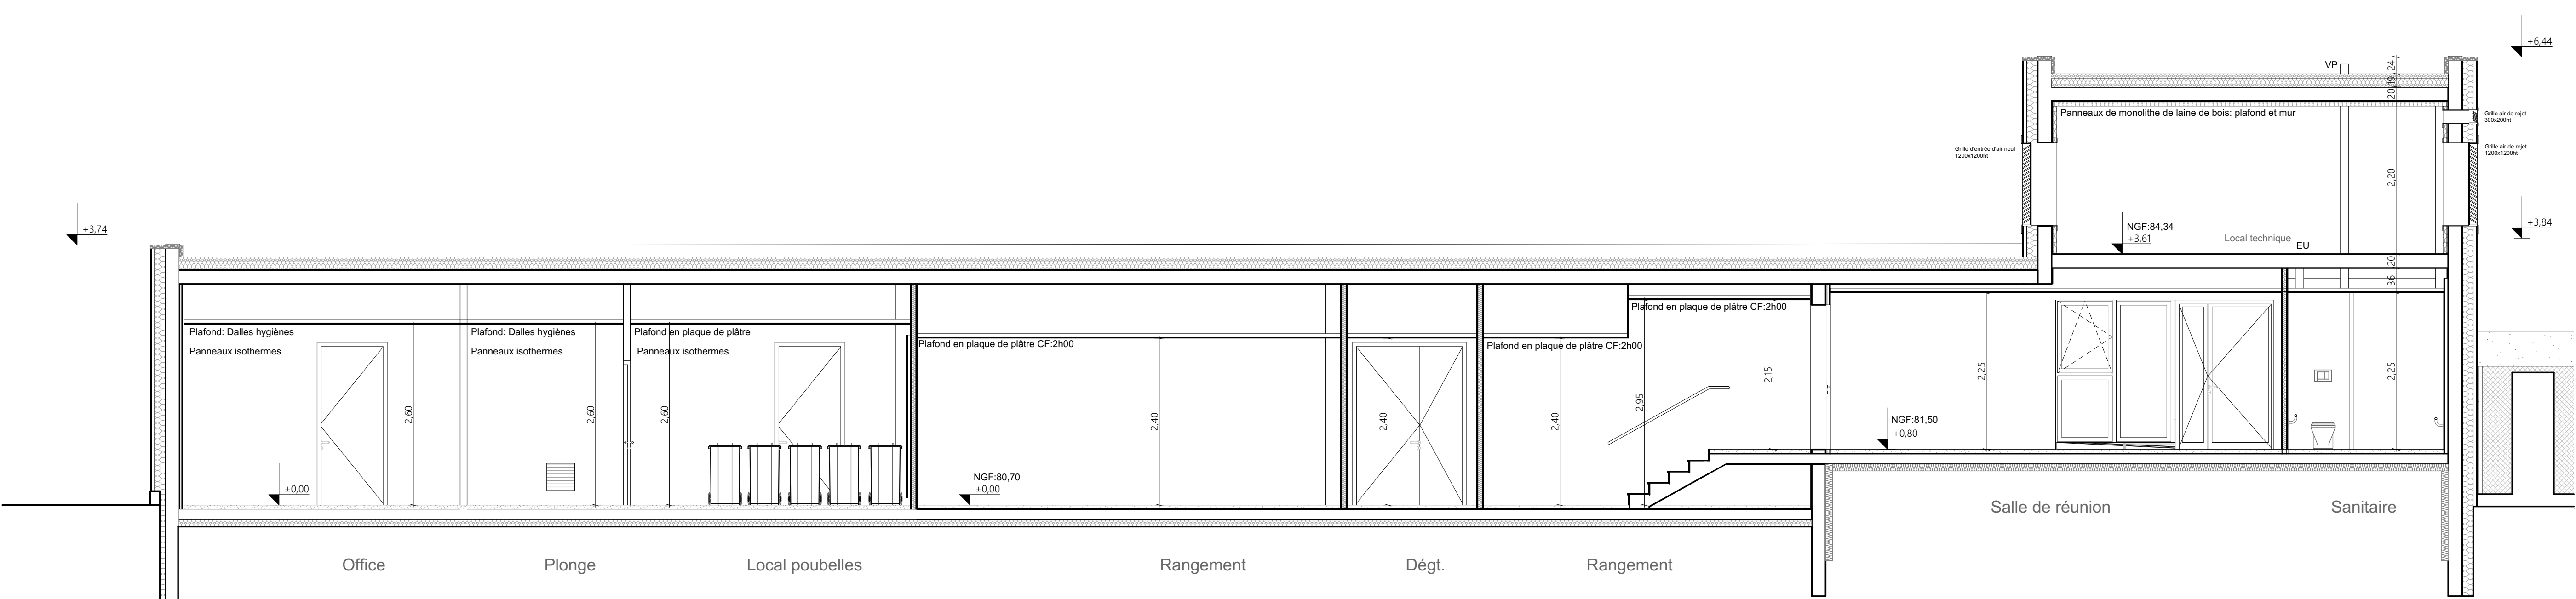 +6,44
VP
24
19
20
Panneaux de monolithe de laine de bois: plafond et mur
Grille air de rejet
300x200ht
Grille d'entrée d'air neuf
1200x1200ht
Grille air de rejet
1200x1200ht
2,20
+3,74
+3,84
NGF:84,34
+3,61
Local technique
EU
20
36
Plafond: Dalles hygiènes
Panneaux isothermes
Plafond: Dalles hygiènes
Panneaux isothermes
Plafond en plaque de plâtre
Panneaux isothermes
Plafond en plaque de plâtre CF:2h00
Plafond en plaque de plâtre CF:2h00
Plafond en plaque de plâtre CF:2h00
2,60
2,60
2,60
2,40
2,40
2,40
2,95
2,15
2,25
2,25
NGF:81,50
+0,80
±0,00
NGF:80,70
±0,00
Salle de réunion
Sanitaire
Office
Plonge
Local poubelles
Rangement
Dégt.
Rangement